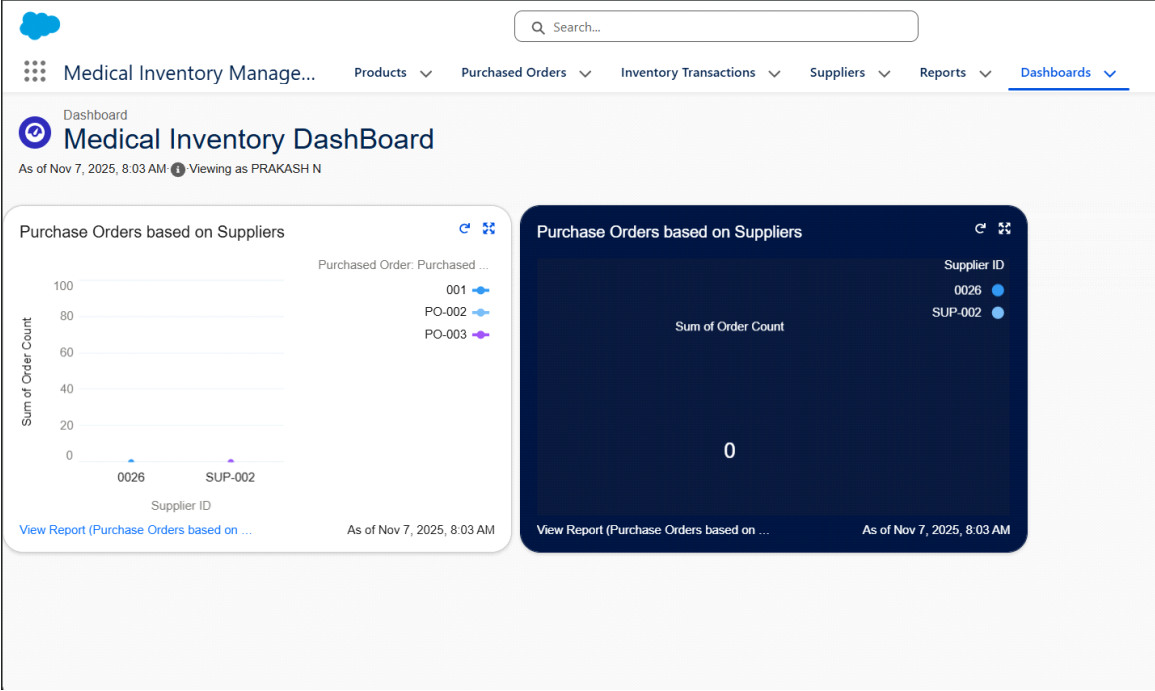 Search...
Medical Inventory Manage... Products Purchased Orders Inventory Transactions Suppliers Reports Dashboards
Dashboard
Medical Inventory DashBoard
As of Nov 7, 2025, 8:03 AM·Viewing as PRAKASH N
Purchase Orders based on Suppliers
Purchased Order: Purchased ...
001
PO-002
PO-003
Sum of Order Count
100
80
60
40
20
0
0026 SUP-002
Supplier ID
View Report (Purchase Orders based on ... As of Nov 7, 2025, 8:03 AM
Purchase Orders based on Suppliers
Supplier ID
0026
SUP-002
Sum of Order Count
0
View Report (Purchase Orders based on ... As of Nov 7, 2025, 8:03 AM